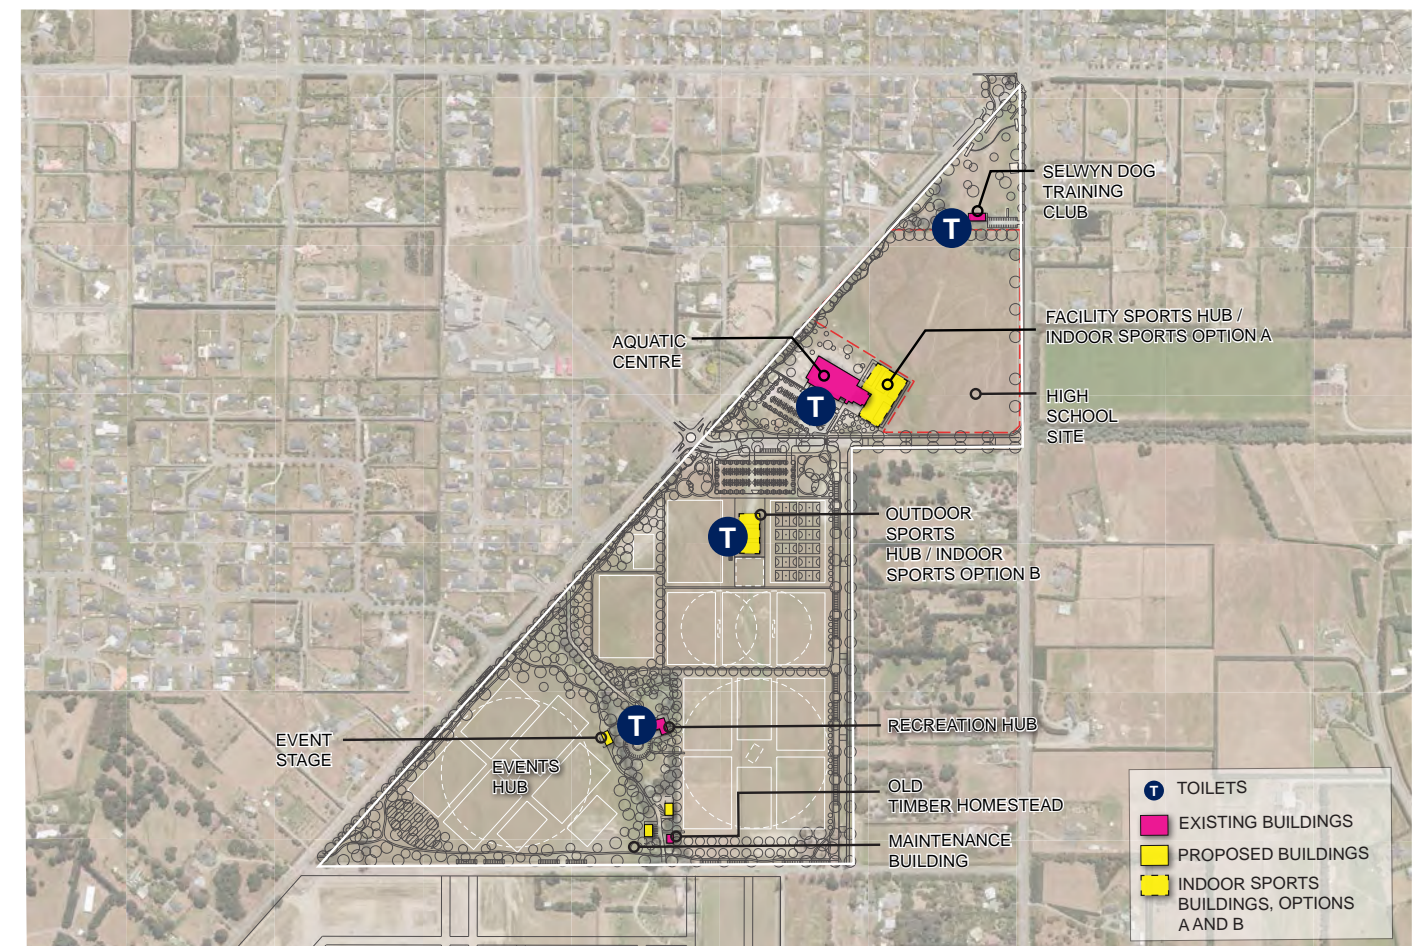 SELWYN DOG
TRAINING
CLUB
T
FACILITY SPORTS HUB /
INDOOR SPORTS OPTION A
AQUATIC
CENTRE
T
HIGH
SCHOOL
SITE
OUTDOOR
SPORTS
HUB / INDOOR
SPORTS OPTION B
T
RECREATION HUB
T
EVENT
STAGE
EVENTS
HUB
OLD
TIMBER HOMESTEAD
MAINTENANCE
BUILDING
T TOILETS
EXISTING BUILDINGS
PROPOSED BUILDINGS
INDOOR SPORTS
BUILDINGS, OPTIONS
A AND B